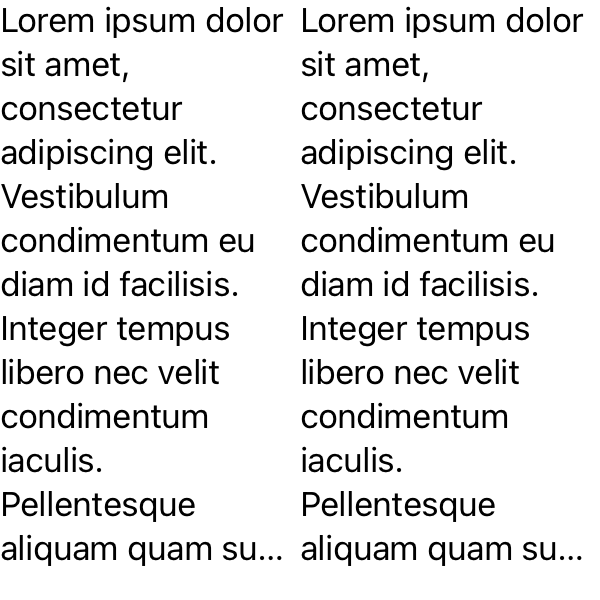 Lorem ipsum dolor
sit amet,
consectetur
adipiscing elit.
Vestibulum
condimentum eu
diam id facilisis.
Integer tempus
libero nec velit
condimentum
iaculis.
Pellentesque
aliquam quam su...
Lorem ipsum dolor
sit amet,
consectetur
adipiscing elit.
Vestibulum
condimentum eu
diam id facilisis.
Integer tempus
libero nec velit
condimentum
iaculis.
Pellentesque
aliquam quam su...